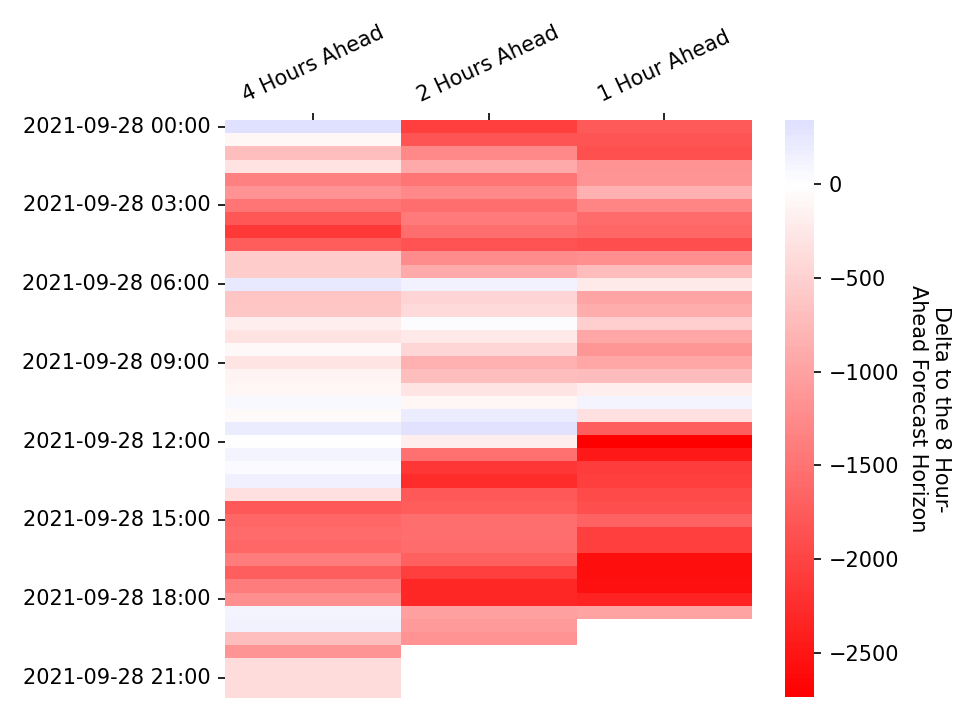 4 Hours Ahead
2 Hours Ahead
1 Hour Ahead
2021-09-28 00:00
2021-09-28 03:00
2021-09-28 06:00
2021-09-28 09:00
2021-09-28 12:00
2021-09-28 15:00
2021-09-28 18:00
2021-09-28 21:00
0
−500
−1000
−1500
−2000
−2500
Delta to the 8 Hour-
Ahead Forecast Horizon